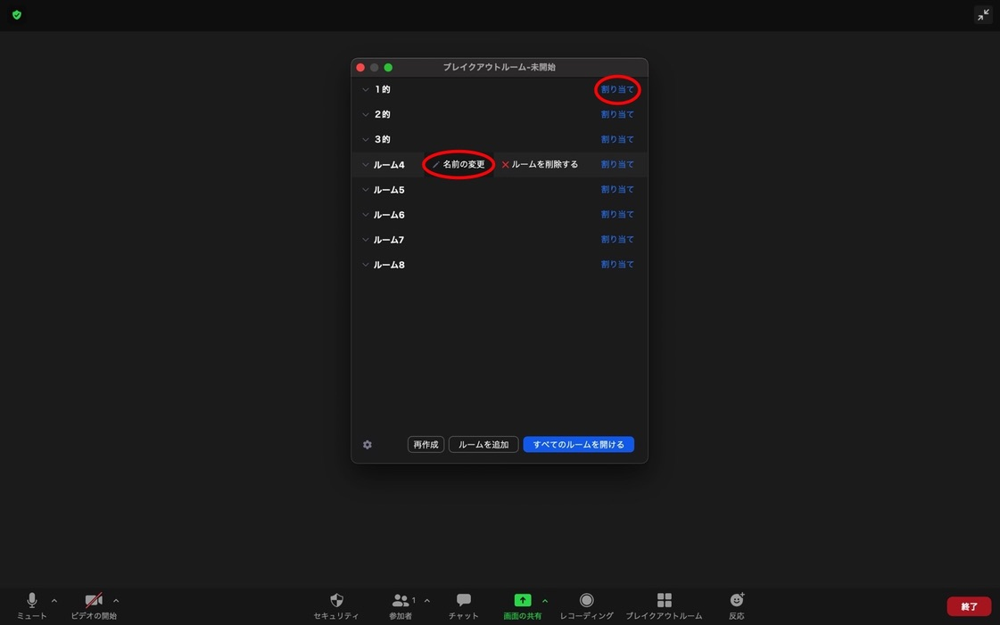 ブレイクアウトルーム-未開始
1的 割り当て
2的 割り当て
3的 割り当て
ルーム4 名前の変更 ルームを削除する 割り当て
ルーム5 割り当て
ルーム6 割り当て
ルーム7 割り当て
ルーム8 割り当て
再作成 ルームを追加 すべてのルームを開ける
1
ミュート ビデオの開始 セキュリティ 参加者 チャット 画面の共有 レコーディング ブレイクアウトルーム 反応 終了